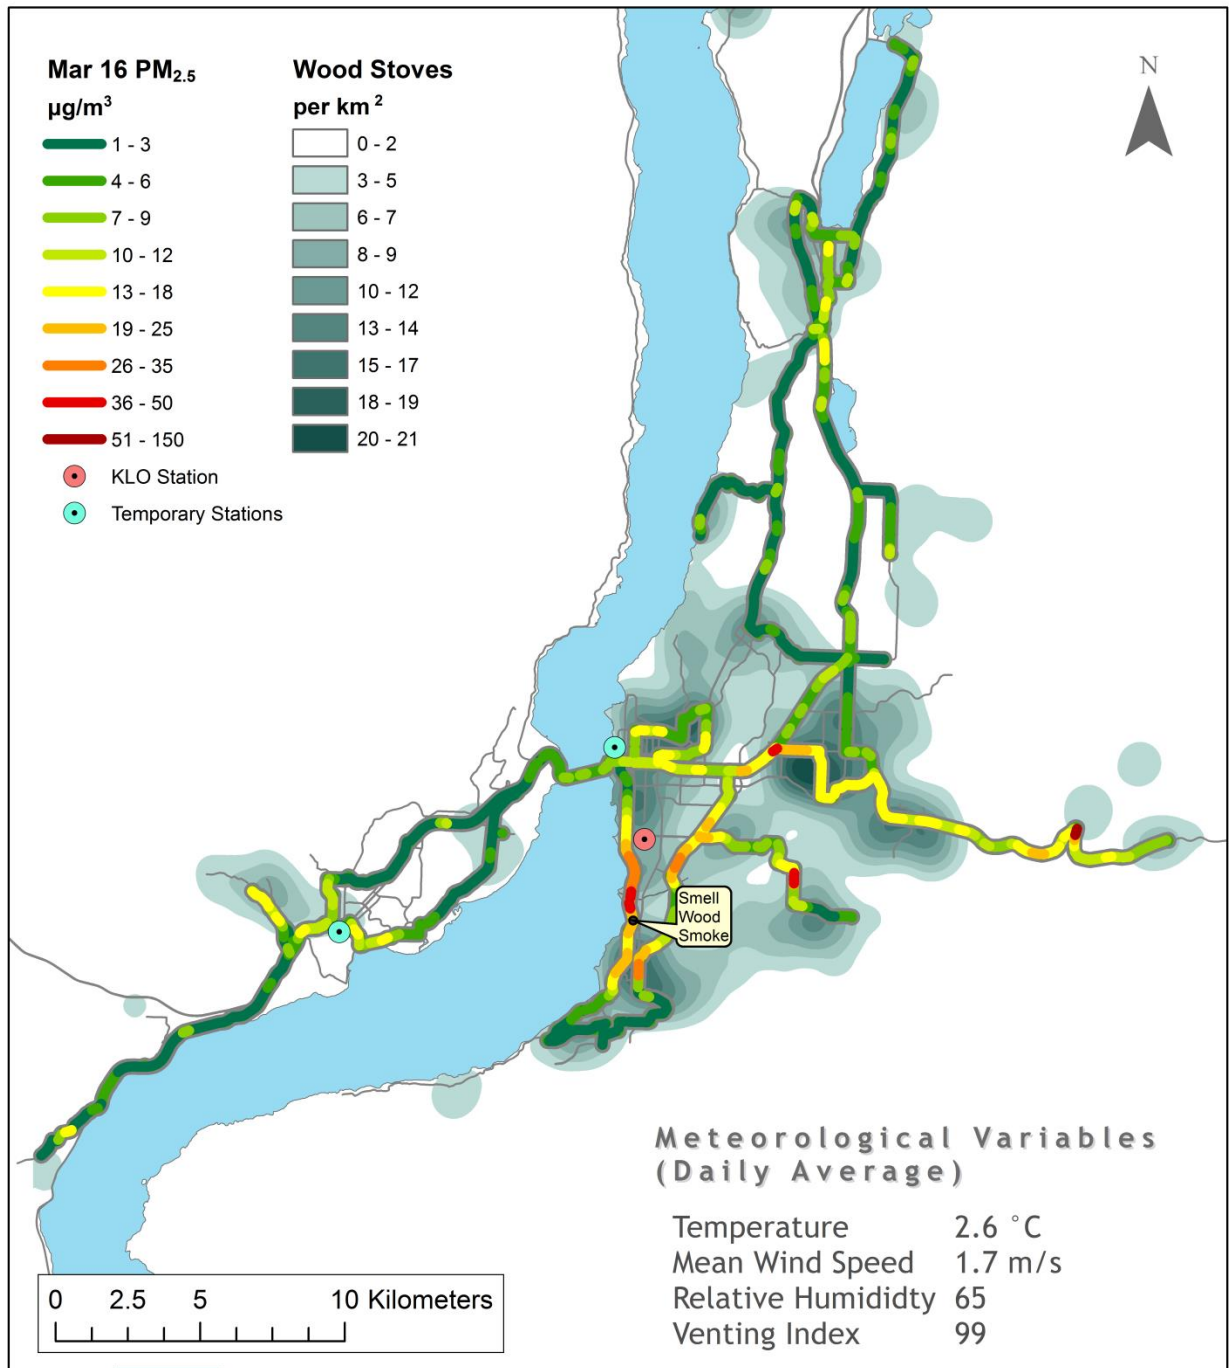 Mar 16 PM2.5
µg/m³
1 - 3
4 - 6
7 - 9
10 - 12
13 - 18
19 - 25
26 - 35
36 - 50
51 - 150
KLO Station
Temporary Stations
Wood Stoves
per km ²
0 - 2
3 - 5
6 - 7
8 - 9
10 - 12
13 - 14
15 - 17
18 - 19
20 - 21
N
Smell
Wood
Smoke
Meteorological Variables
(Daily Average)
Temperature 2.6 °C
Mean Wind Speed 1.7 m/s
Relative Humididty 65
Venting Index 99
0 2.5 5 10 Kilometers